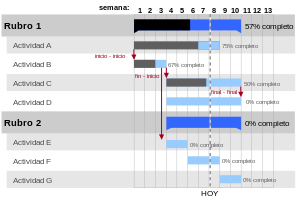 semana: 1 2 3 4 5 6 7 8 9 10 11 12 13
Rubro 1 57% completo
Actividad A 75% completo
inicio - inicio
Actividad B 67% completo
fin - inicio
Actividad C 50% completo
final - final
Actividad D 0% completo
Rubro 2 0% completo
Actividad E 0% completo
Actividad F 0% completo
Actividad G 0% completo
HOY